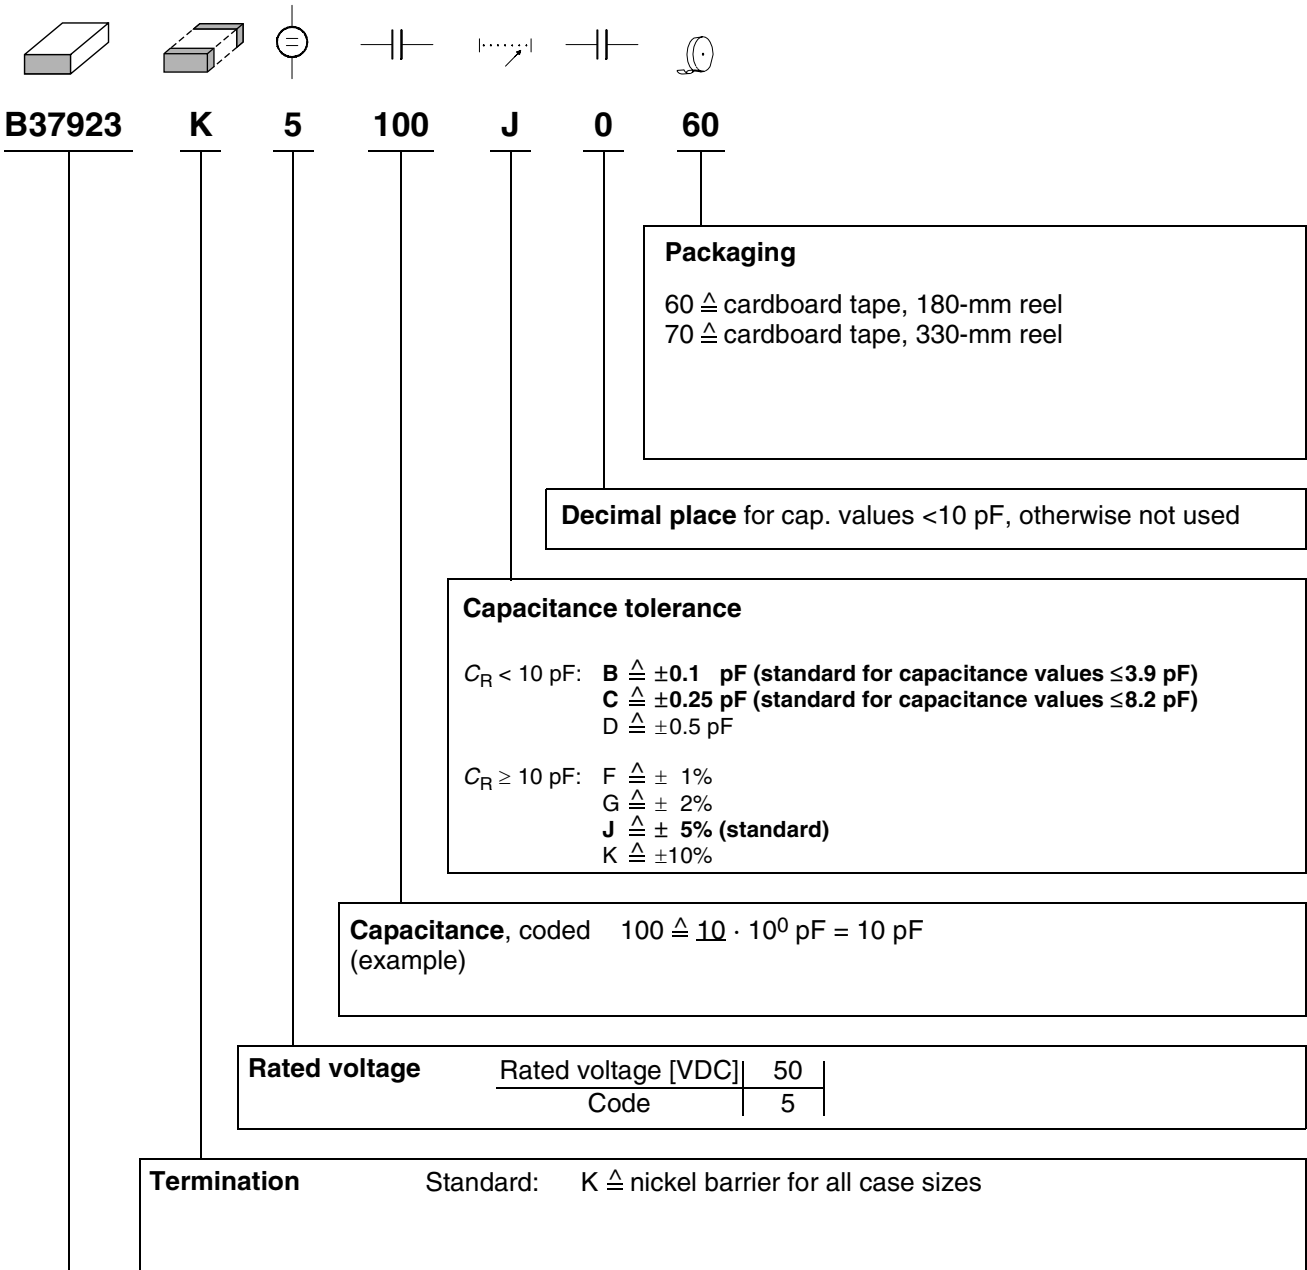 B37923 K 5 100 J 0 60
Packaging
60 ≙ cardboard tape, 180-mm reel
70 ≙ cardboard tape, 330-mm reel
Decimal place for cap. values <10 pF, otherwise not used
Capacitance tolerance
C_R < 10 pF: B ≙ ±0.1 pF (standard for capacitance values ≤3.9 pF)
C ≙ ±0.25 pF (standard for capacitance values ≤8.2 pF)
D ≙ ±0.5 pF
C_R ≥ 10 pF: F ≙ ± 1%
G ≙ ± 2%
J ≙ ± 5% (standard)
K ≙ ±10%
Capacitance, coded 100 ≙ 10 · 10⁰ pF = 10 pF
(example)
Rated voltage Rated voltage [VDC] 50
Code 5
Termination Standard: K ≙ nickel barrier for all case sizes